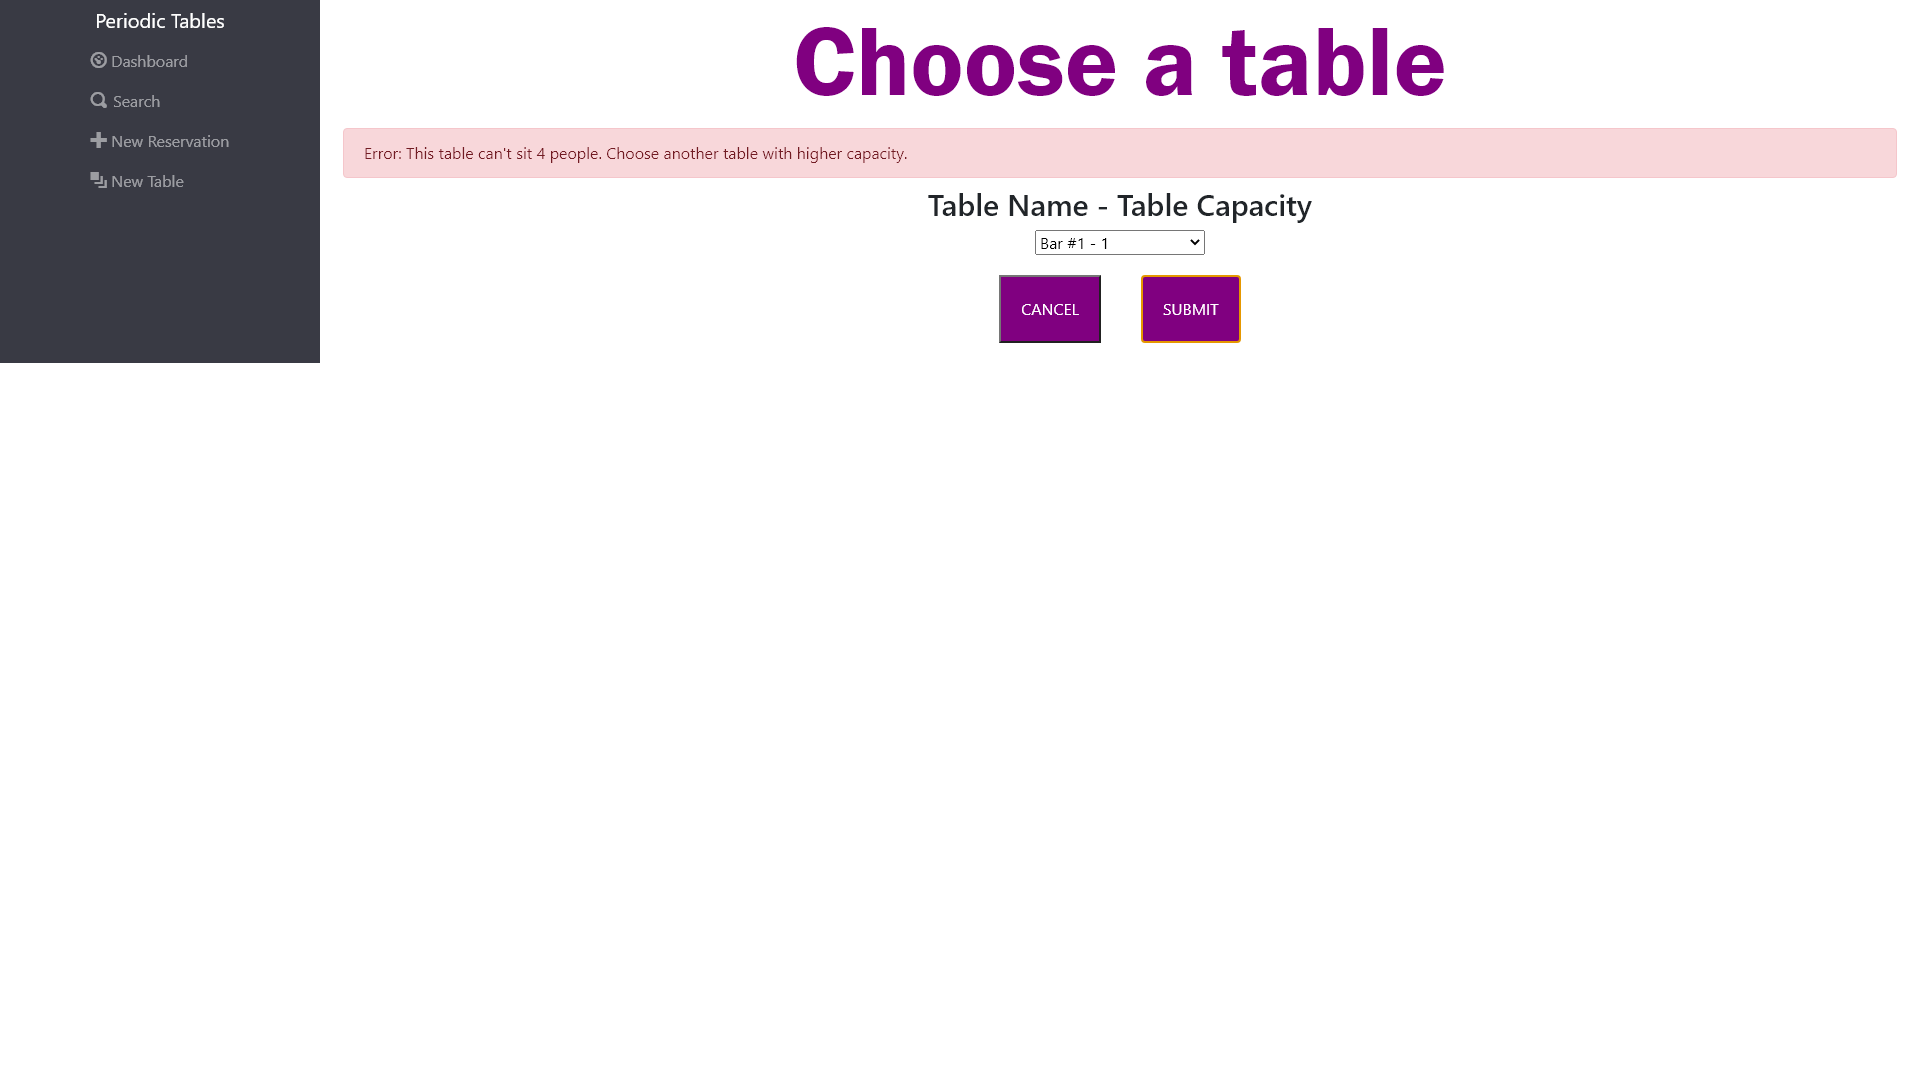 Periodic Tables
Dashboard
Search
New Reservation
New Table
Choose a table
Error: This table can't sit 4 people. Choose another table with higher capacity.
Table Name - Table Capacity
Bar #1 - 1
CANCEL
SUBMIT